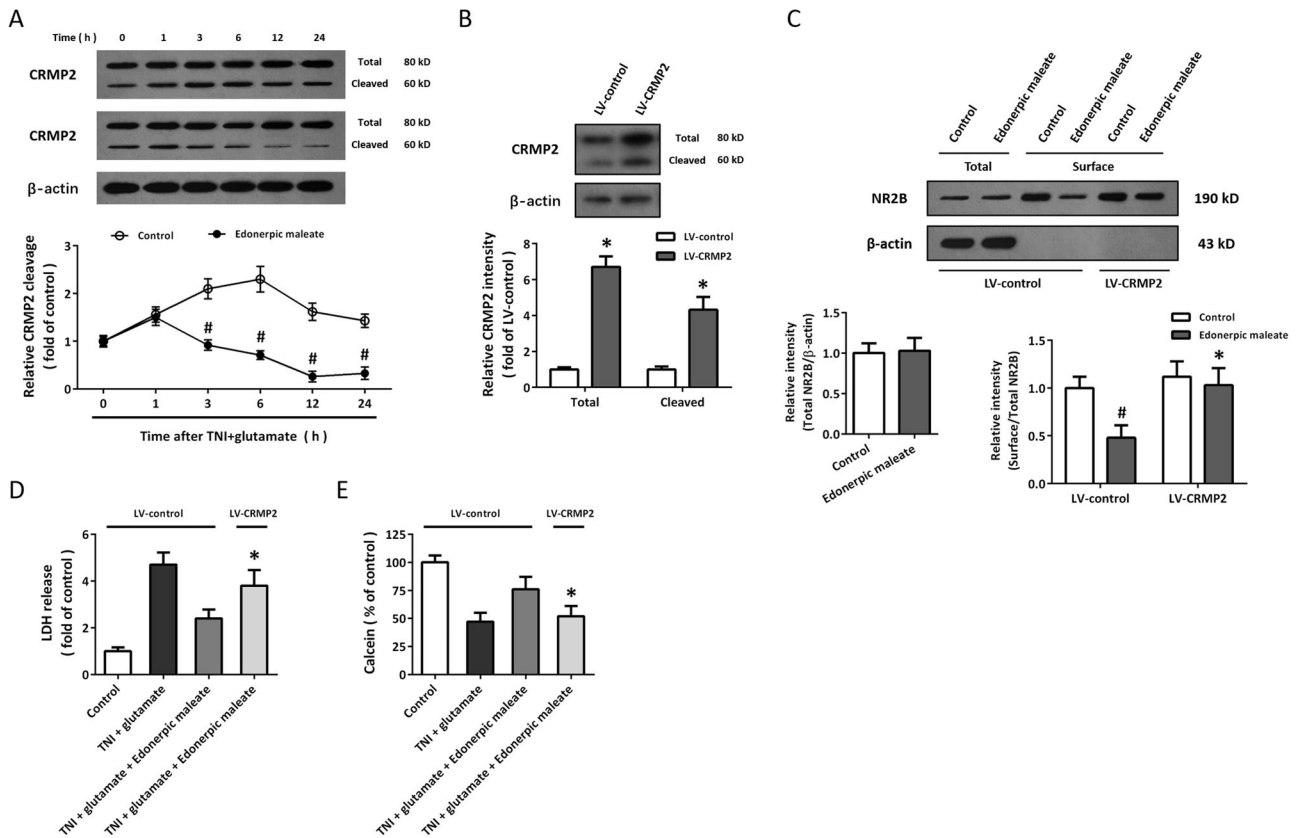 A
Time ( h ) 0 1 3 6 12 24
CRMP2
Total 80 kD
Cleaved 60 kD
CRMP2
Total 80 kD
Cleaved 60 kD
β-actin
Control
Edonerpic maleate
Relative CRMP2 cleavage
( fold of control )
3
2
1
0
#
#
#
#
0 1 3 6 12 24
Time after TNI+glutamate ( h )
B
LV-control
LV-CRMP2
CRMP2
Total 80 kD
Cleaved 60 kD
β-actin
Relative CRMP2 intensity
( fold of LV-control )
10
8
6
4
2
0
LV-control
LV-CRMP2
*
*
Total Cleaved
C
Control
Edonerpic maleate
Control
Edonerpic maleate
Control
Edonerpic maleate
Total Surface
NR2B
190 kD
β-actin
43 kD
LV-control LV-CRMP2
Relative intensity
(Total NR2B/β-actin)
1.5
1.0
0.5
0.0
Control
Edonerpic maleate
Control
Edonerpic maleate
Relative intensity
(Surface/Total NR2B)
1.5
1.0
0.5
0.0
#
*
LV-control LV-CRMP2
D
LV-control LV-CRMP2
LDH release
( fold of control )
6
4
2
0
*
Control
TNI + glutamate
TNI + glutamate + Edonerpic maleate
TNI + glutamate + Edonerpic maleate
E
LV-control LV-CRMP2
Calcein ( % of control )
125
100
75
50
25
0
*
Control
TNI + glutamate
TNI + glutamate + Edonerpic maleate
TNI + glutamate + Edonerpic maleate